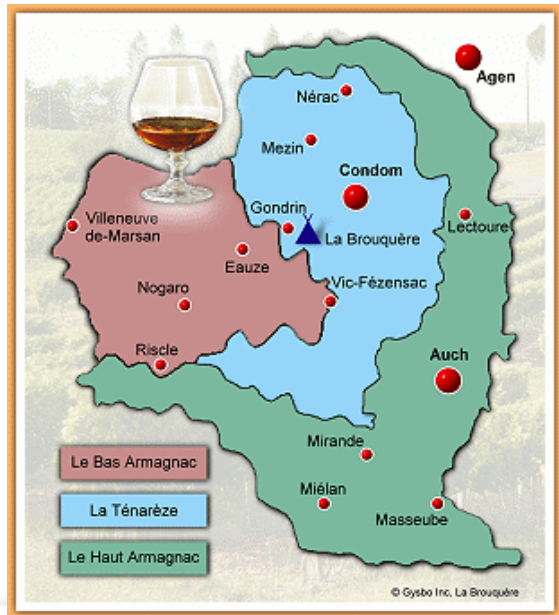 Agen
Nérac
Mezin
Condom
Gondrin
Lectoure
Villeneuve
de-Marsan
La Brouquère
Eauze
Vic-Fézensac
Nogaro
Riscle
Auch
Mirande
Le Bas Armagnac
Miélan
Masseube
La Ténarèze
Le Haut Armagnac
© Gysbo Inc, La Brouquère